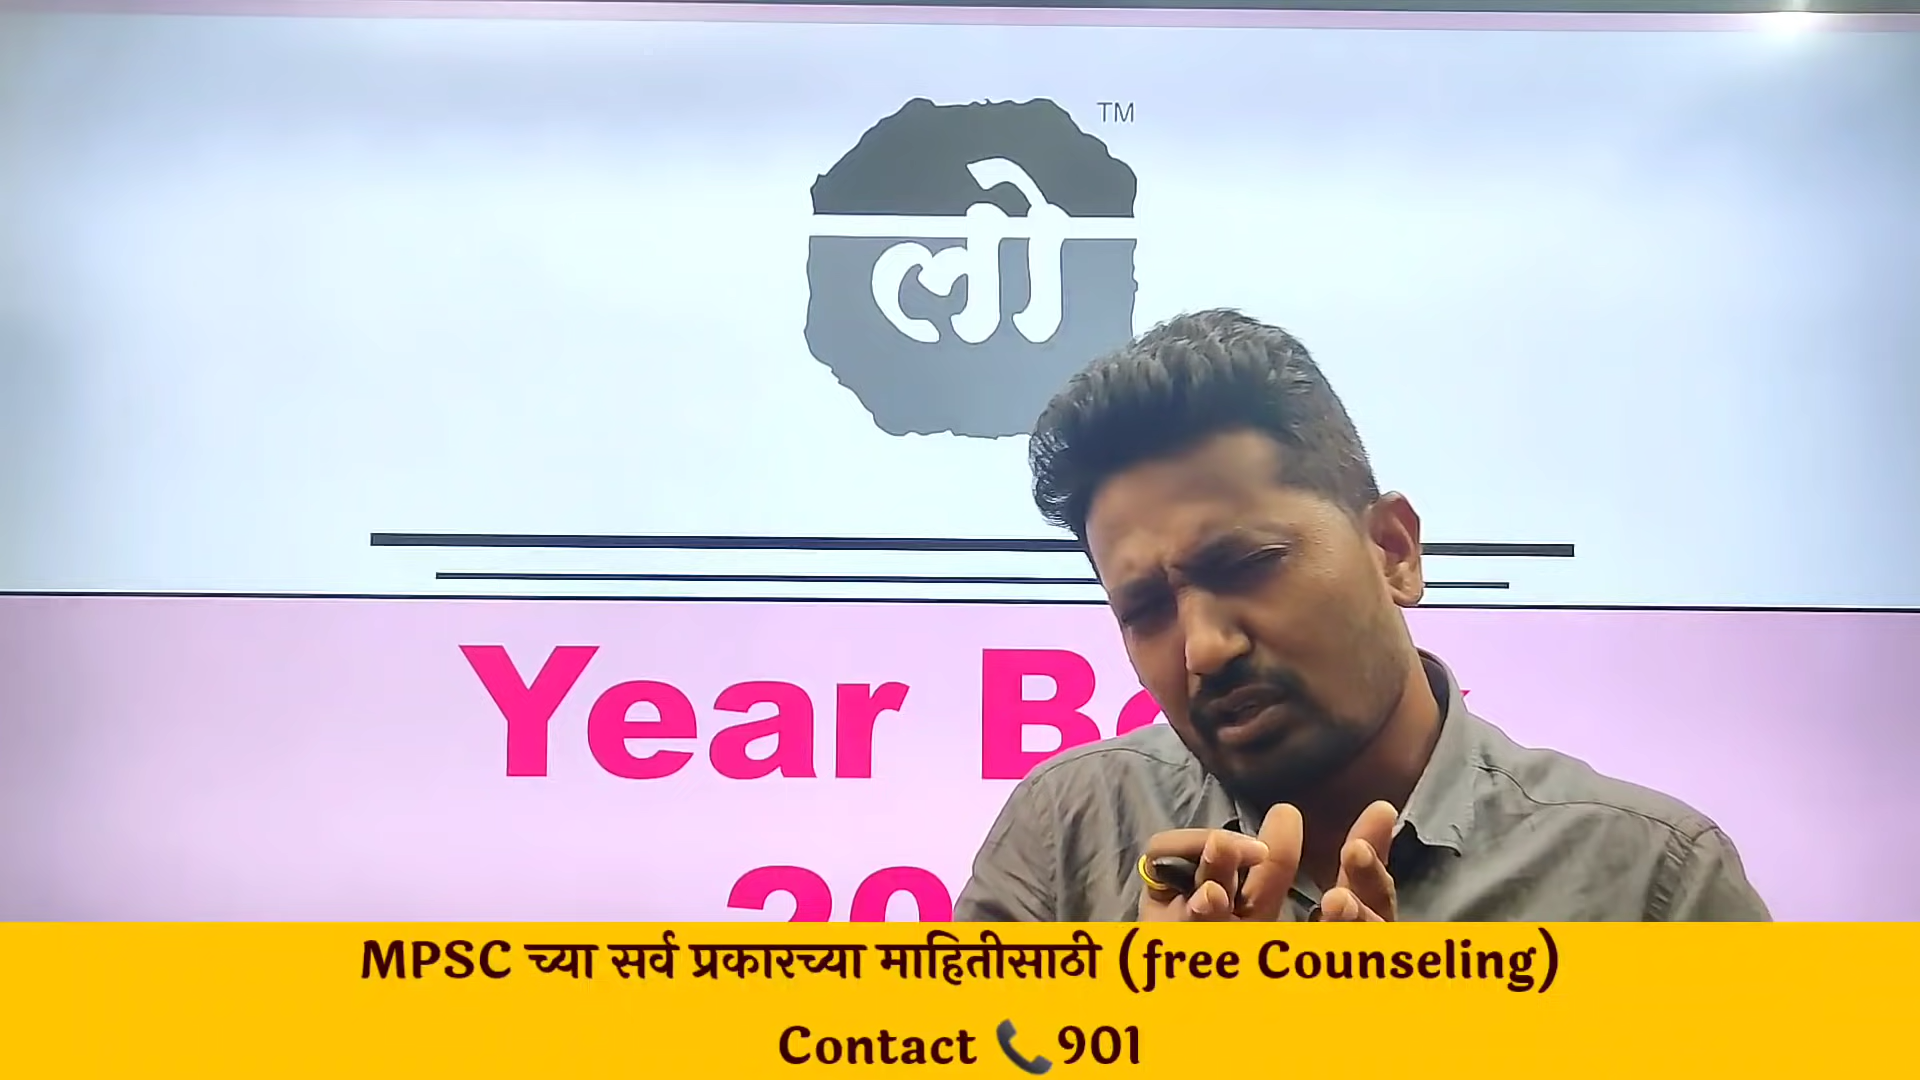 TM
लो
Year
MPSC च्या सर्व प्रकारच्या माहितीसाठी (free Counseling)
Contact 📞901